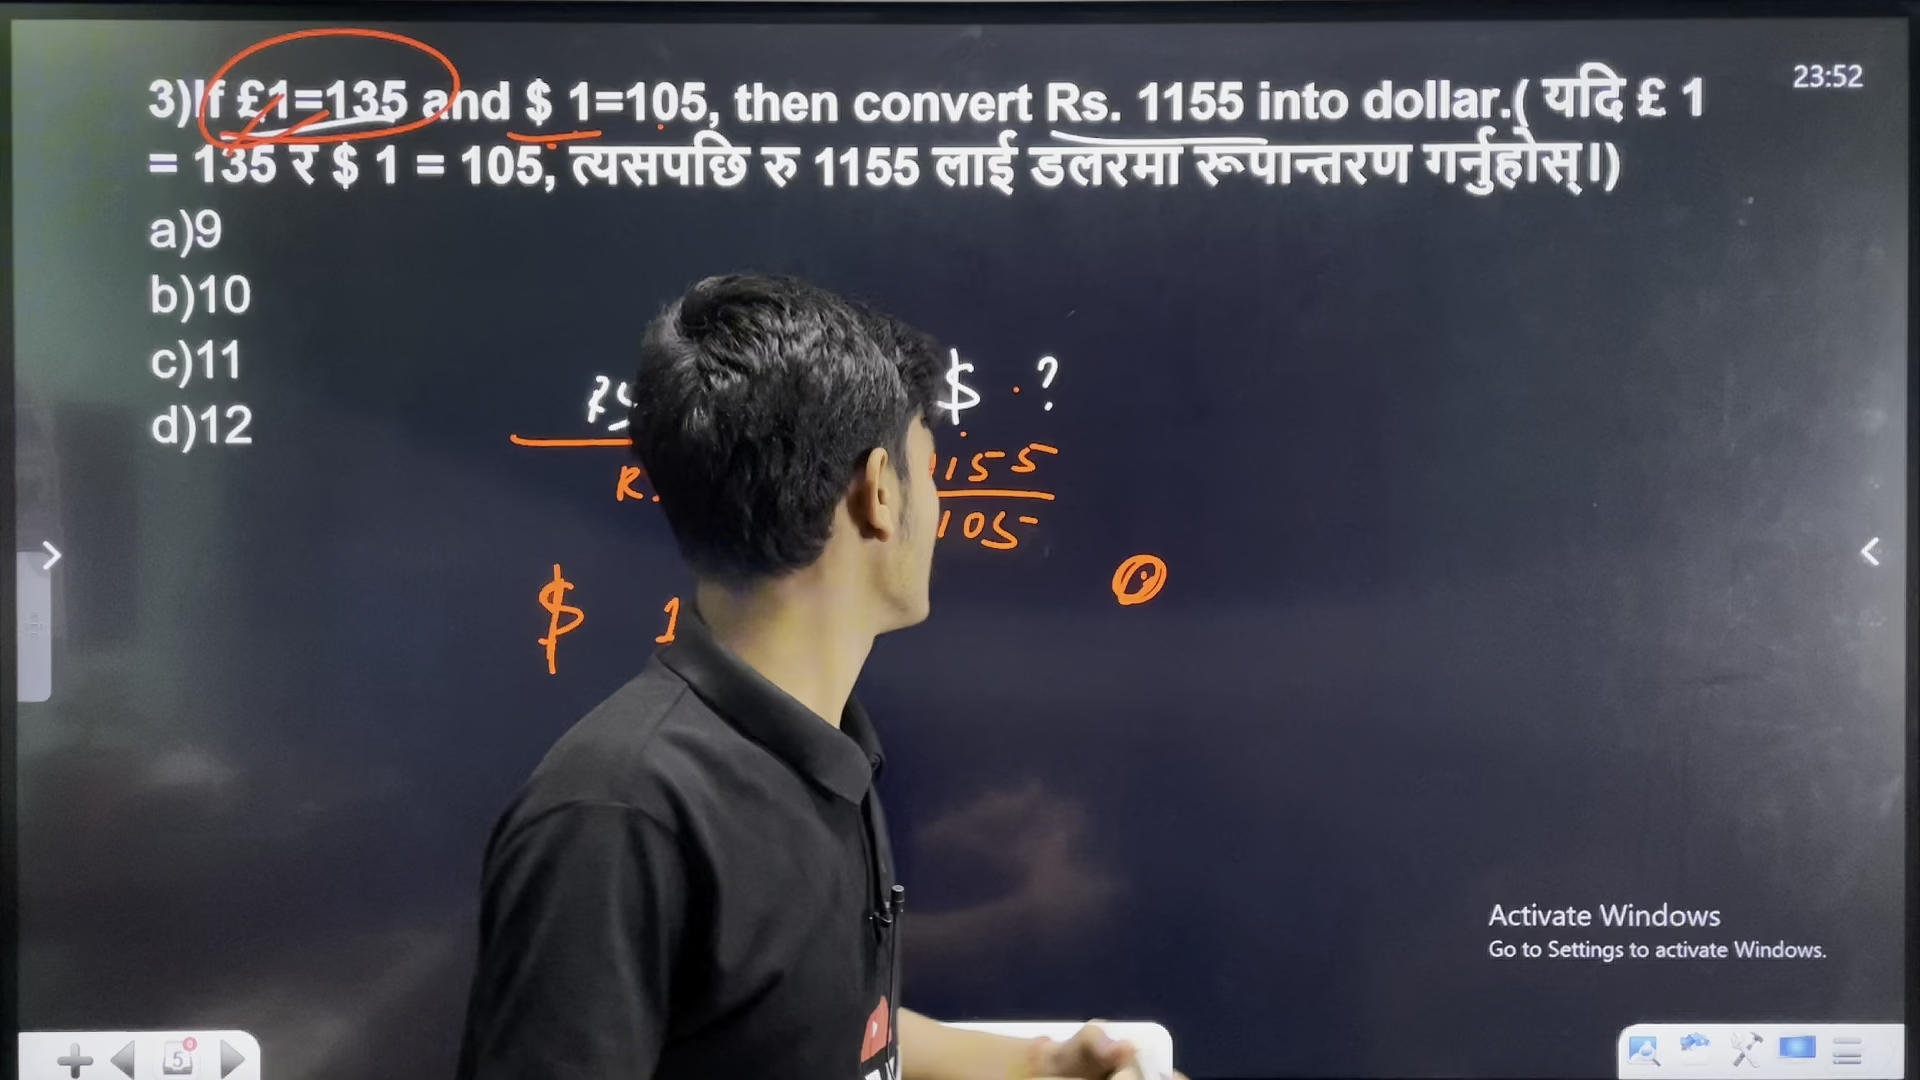 23:52
3)If £1=135 and $ 1=105, then convert Rs. 1155 into dollar.( यदि £ 1
= 135 र $ 1 = 105, त्यसपछि रु 1155 लाई डलरमा रूपान्तरण गर्नुहोस्।)
a)9
b)10
c)11
d)12
$ ?
1155
105
$ 1
Activate Windows
Go to Settings to activate Windows.
5